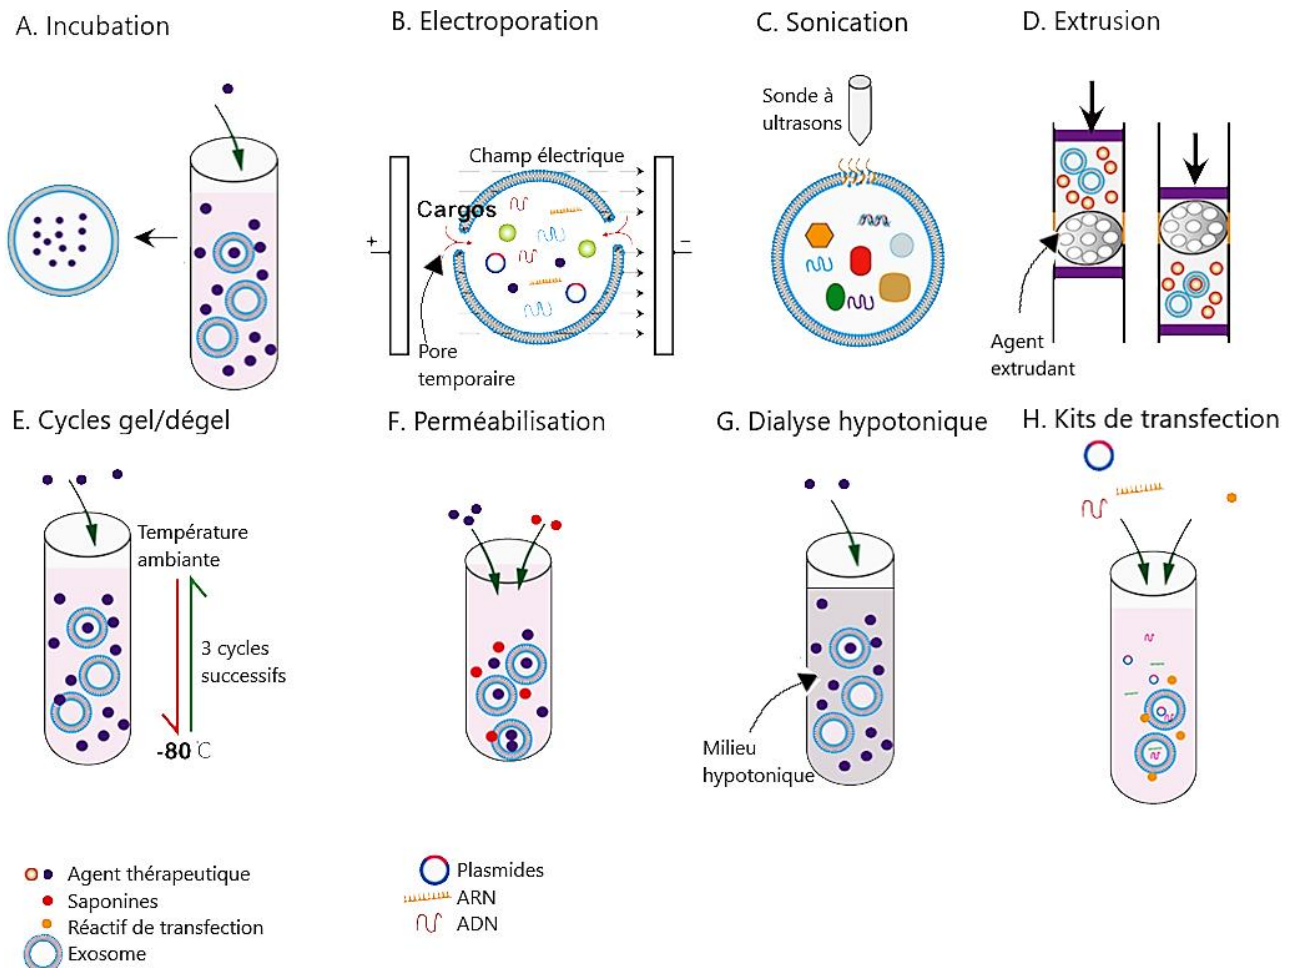 A. Incubation
B. Electroporation
C. Sonication
D. Extrusion
Sonde à
ultrasons
Champ électrique
Cargos
+
−
Pore
temporaire
Agent
extrudant
E. Cycles gel/dégel
F. Perméabilisation
G. Dialyse hypotonique
H. Kits de transfection
Température
ambiante
3 cycles
successifs
-80℃
Milieu
hypotonique
Agent thérapeutique
Saponines
Réactif de transfection
Exosome
Plasmides
ARN
ADN